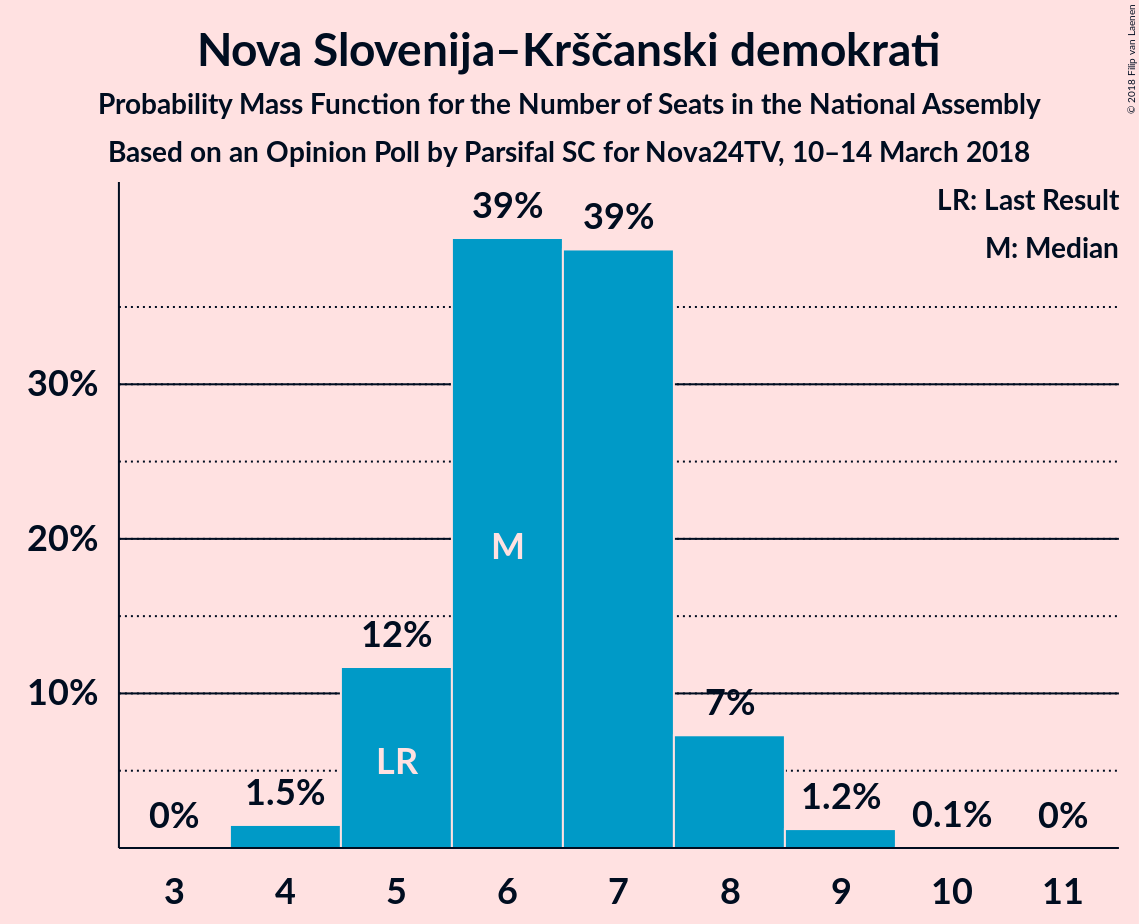 Nova Slovenija–Krščanski demokrati
Probability Mass Function for the Number of Seats in the National Assembly
Based on an Opinion Poll by Parsifal SC for Nova24TV, 10–14 March 2018
© 2018 Filip van Laenen
LR: Last Result
M: Median
39%
39%
30%
20%
M
12%
10%
7%
LR
0%
1.5%
1.2%
0.1%
0%
3 4 5 6 7 8 9 10 11